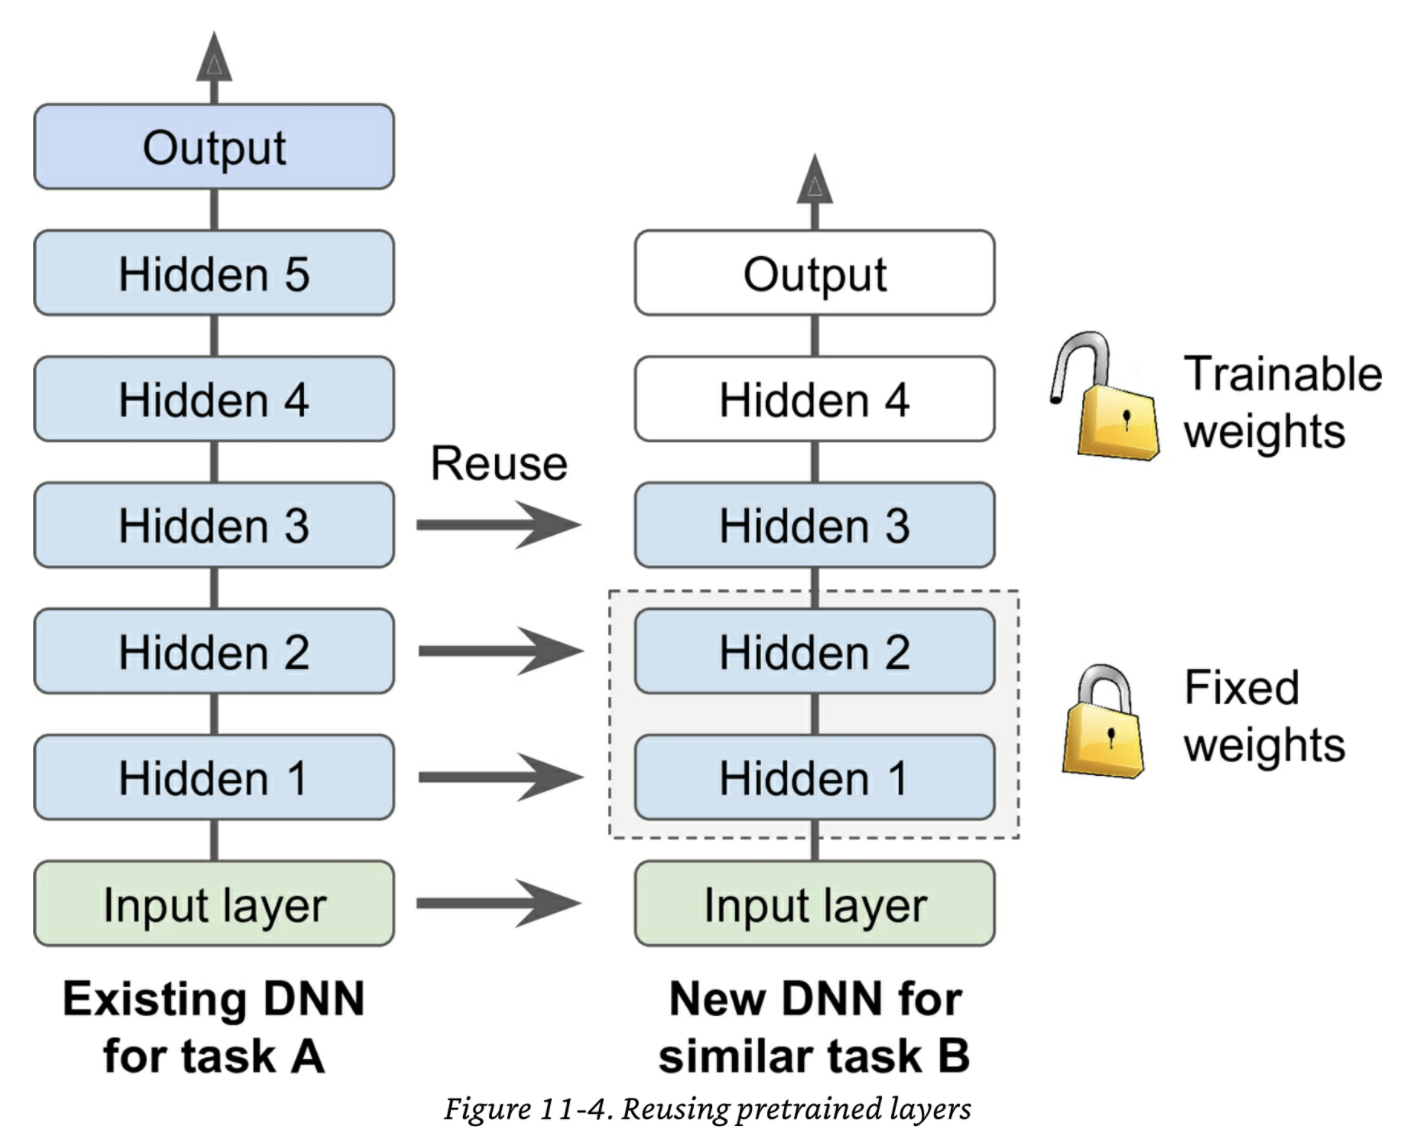 Output
Hidden 5
Hidden 4
Hidden 3
Hidden 2
Hidden 1
Input layer
Existing DNN
for task A
Reuse
Output
Hidden 4
Hidden 3
Hidden 2
Hidden 1
Input layer
New DNN for
similar task B
Trainable
weights
Fixed
weights
Figure 11-4. Reusing pretrained layers